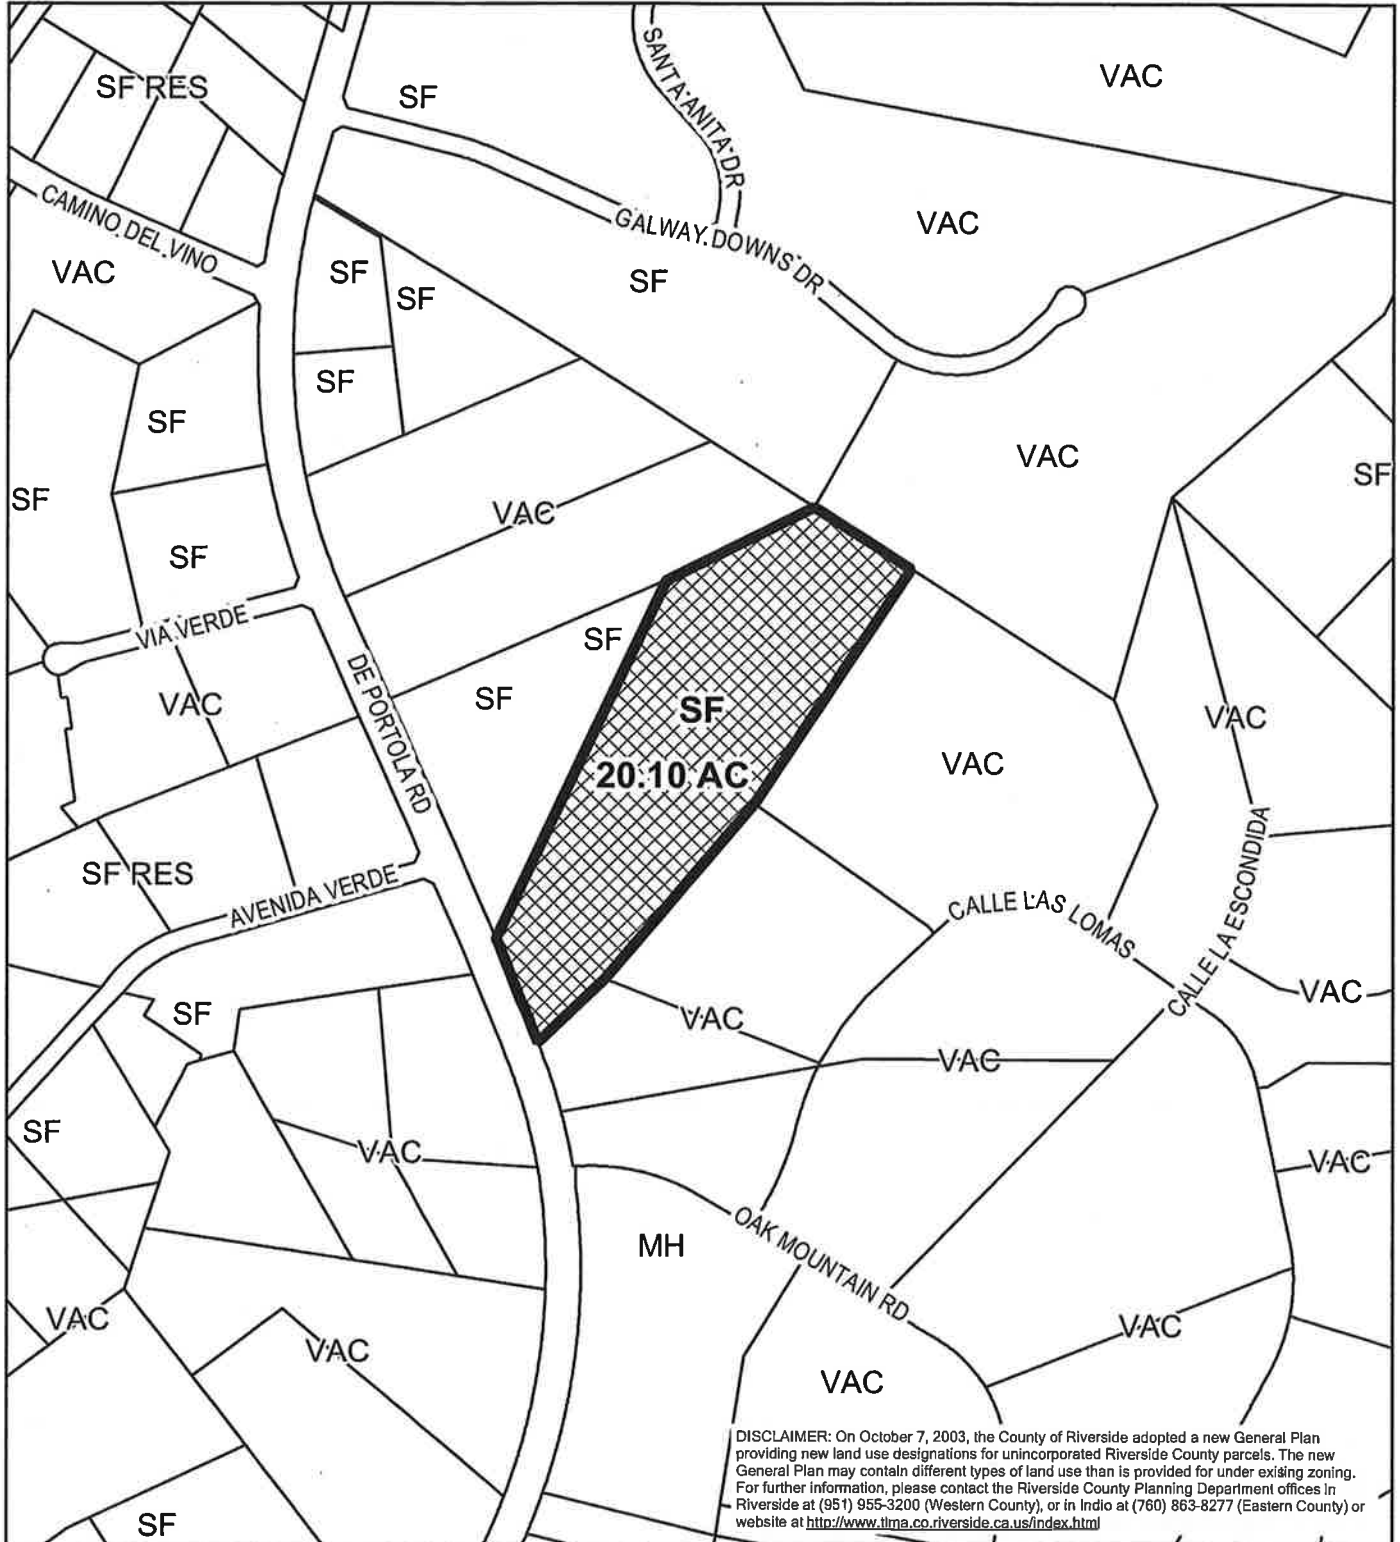 SANTA ANITA DR
VAC
SF RES
SF
CAMINO DEL VINO
GALWAY DOWNS DR
VAC
VAC
SF
SF
SF
SF
SF
VAC
SF
SF
VAC
SF
VIA VERDE
SF
DE PORTOLA RD
SF
VAC
SF
20.10 AC
VAC
VAC
SF RES
AVENIDA VERDE
CALLE LAS LOMAS
CALLE LA ESCONDIDA
VAC
SF
VAC
VAC
SF
VAC
VAC
OAK MOUNTAIN RD
MH
VAC
VAC
VAC
VAC
DISCLAIMER: On October 7, 2003, the County of Riverside adopted a new General Plan
providing new land use designations for unincorporated Riverside County parcels. The new
General Plan may contain different types of land use than is provided for under existing zoning.
For further information, please contact the Riverside County Planning Department offices in
Riverside at (951) 955-3200 (Western County), or in Indio at (760) 863-8277 (Eastern County) or
website at http://www.tlma.co.riverside.ca.us/index.html
SF